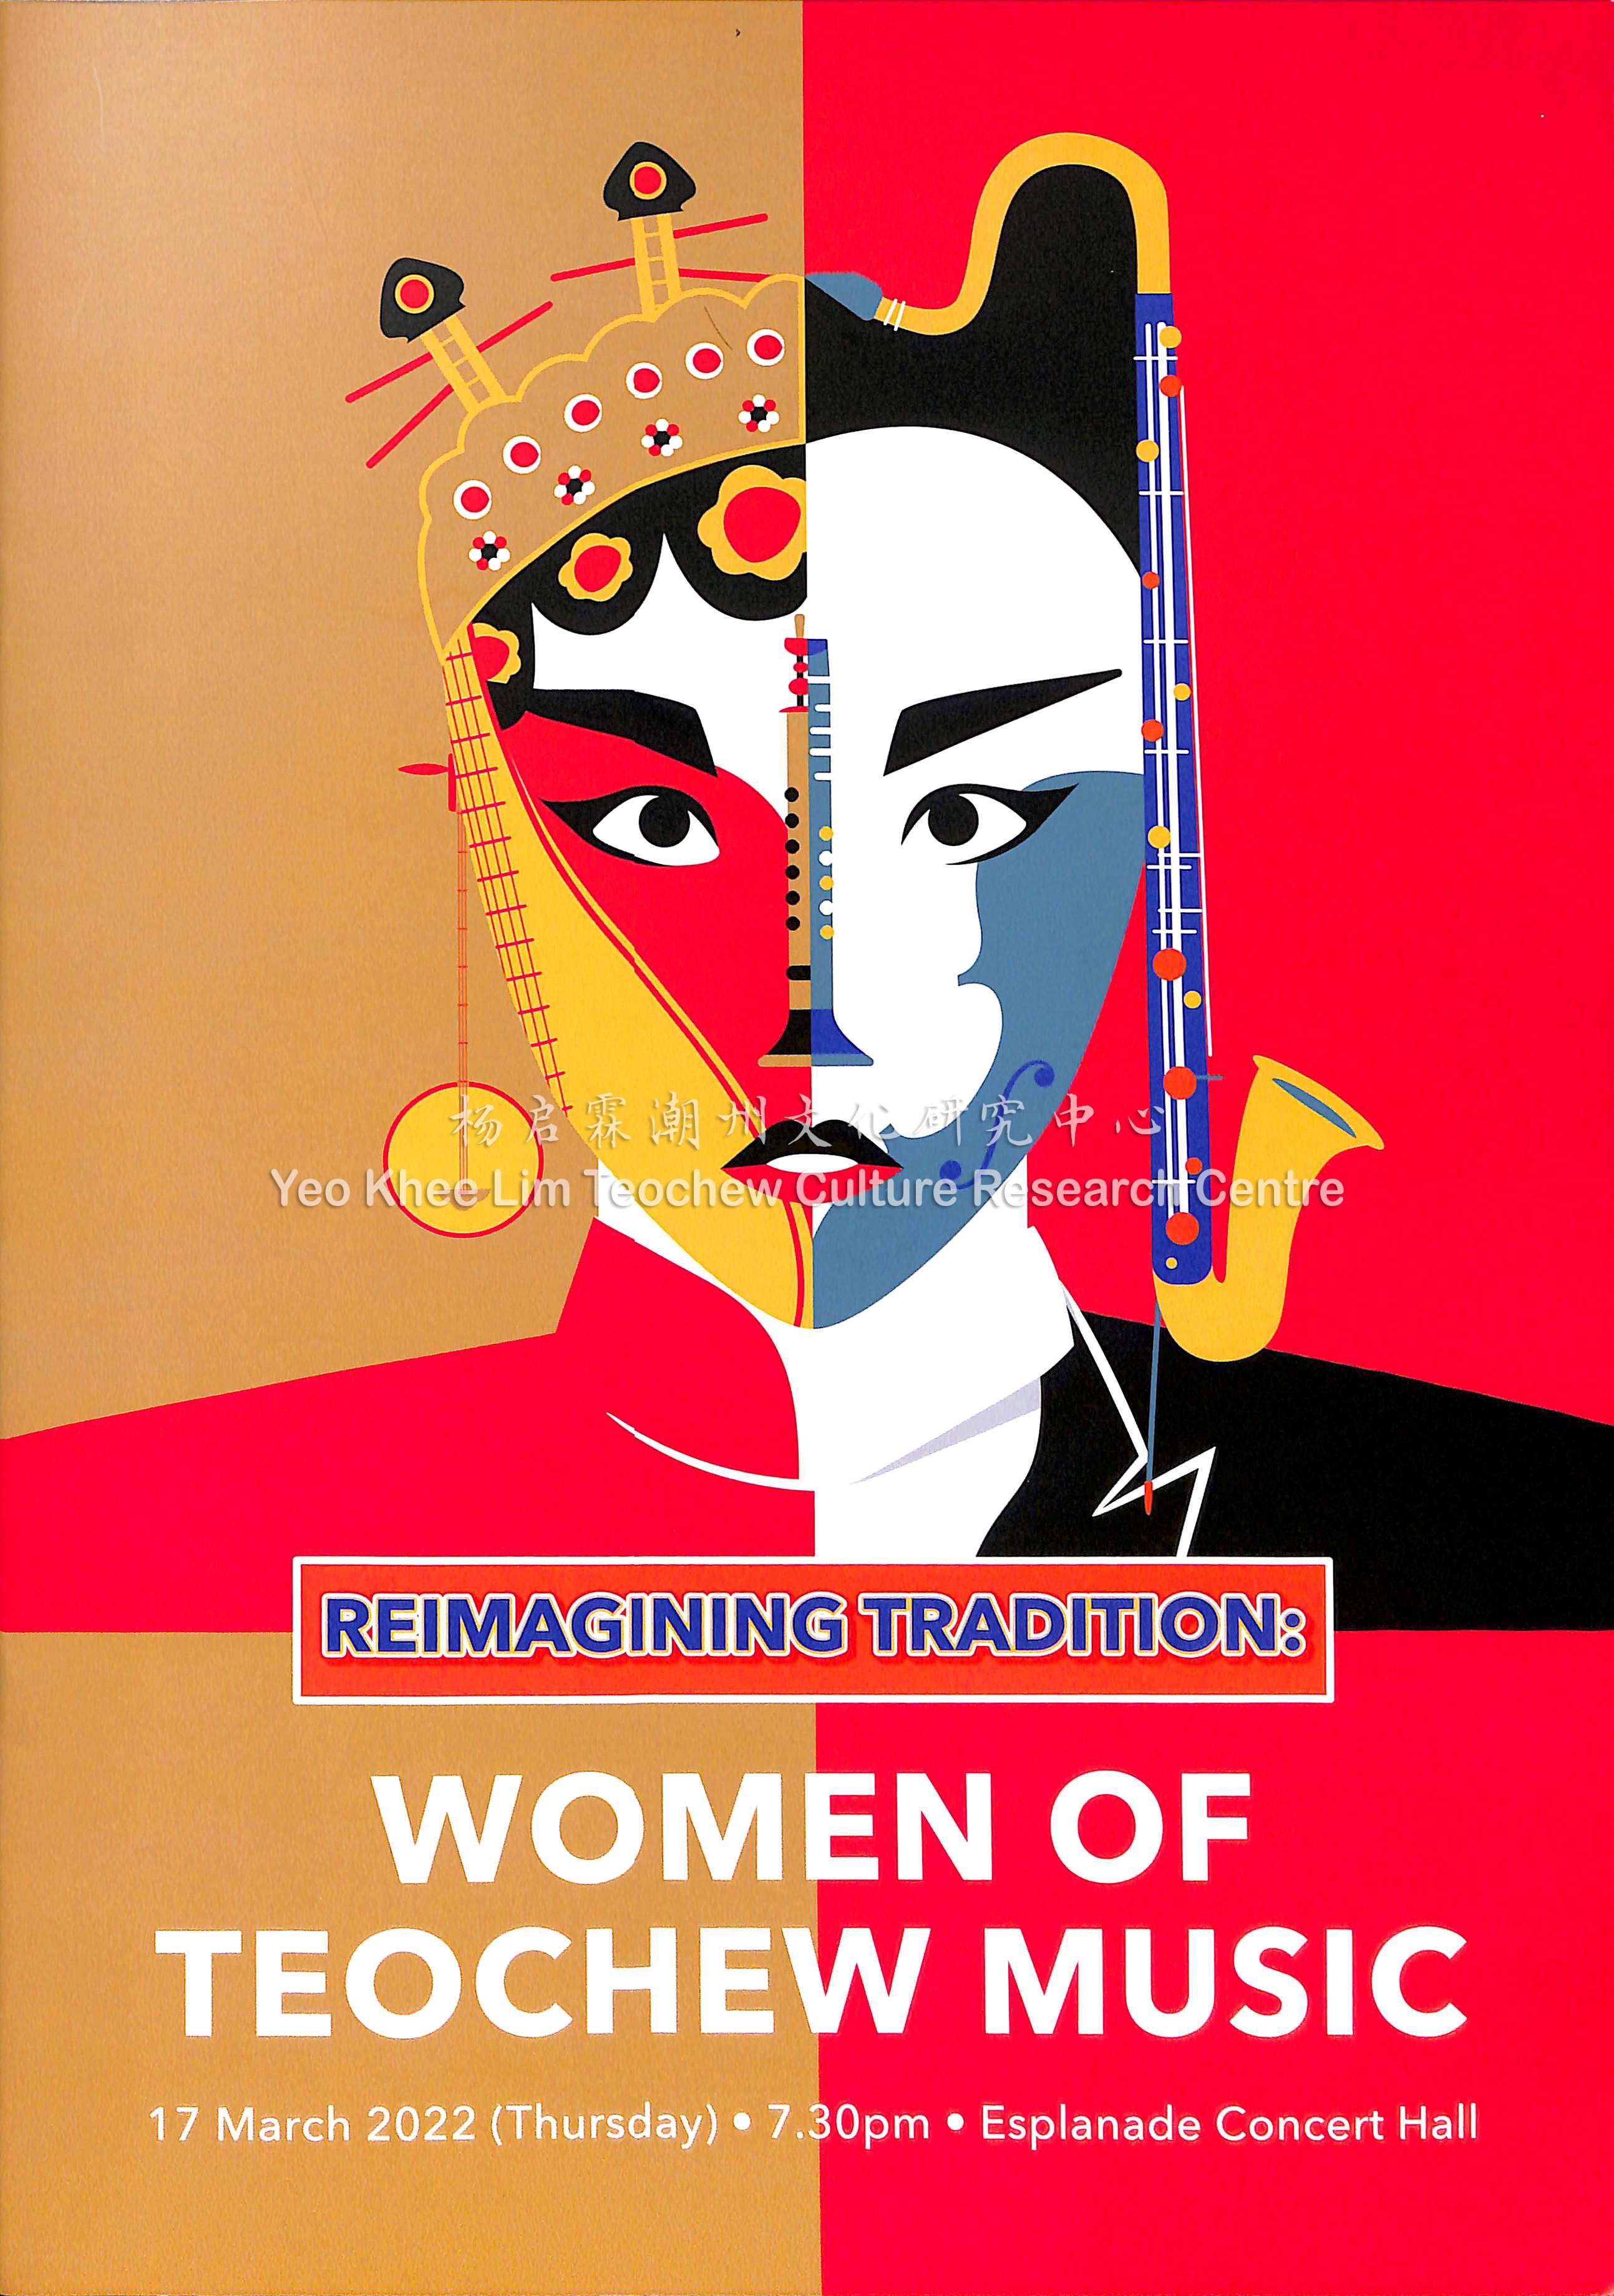 杨启霖潮州文化研究中心
Yeo Khee Lim Teochew Culture Research Centre
REIMAGINING TRADITION:
WOMEN OF
TEOCHEW MUSIC
17 March 2022 (Thursday) • 7.30pm • Esplanade Concert Hall